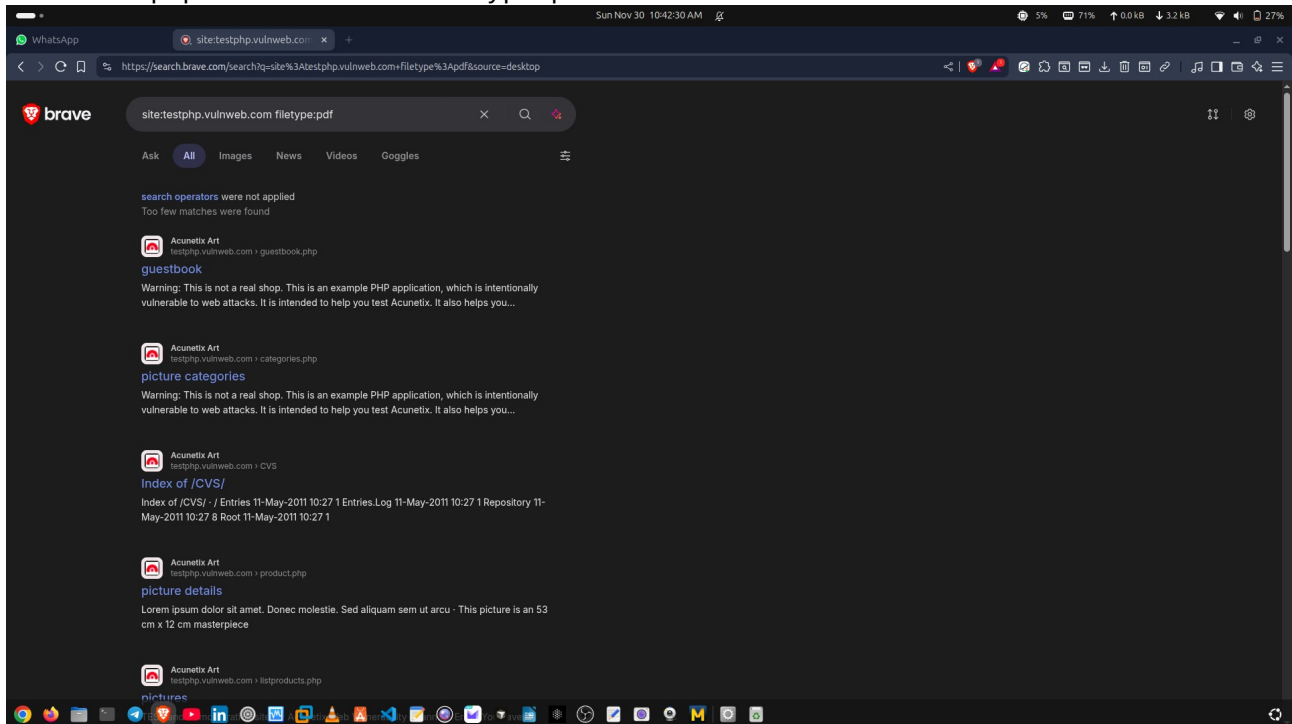 Sun Nov 30 10:42:30 AM
5% 71% ↑ 0.0 kB ↓ 3.2 kB 27%
WhatsApp
site:testphp.vulnweb.com
https://search.brave.com/search?q=site%3Atestphp.vulnweb.com+filetype%3Apdf&source=desktop
brave
site:testphp.vulnweb.com filetype:pdf
Ask All Images News Videos Goggles
search operators were not applied
Too few matches were found
Acunetix Art
testphp.vulnweb.com › guestbook.php
guestbook
Warning: This is not a real shop. This is an example PHP application, which is intentionally
vulnerable to web attacks. It is intended to help you test Acunetix. It also helps you...
Acunetix Art
testphp.vulnweb.com › categories.php
picture categories
Warning: This is not a real shop. This is an example PHP application, which is intentionally
vulnerable to web attacks. It is intended to help you test Acunetix. It also helps you...
Acunetix Art
testphp.vulnweb.com › CVS
Index of /CVS/
Index of /CVS/ · / Entries 11-May-2011 10:27 1 Entries.Log 11-May-2011 10:27 1 Repository 11-
May-2011 10:27 8 Root 11-May-2011 10:27 1
Acunetix Art
testphp.vulnweb.com › product.php
picture details
Lorem ipsum dolor sit amet. Donec molestie. Sed aliquam sem ut arcu · This picture is an 53
cm x 12 cm masterpiece
Acunetix Art
testphp.vulnweb.com › listproducts.php
pictures